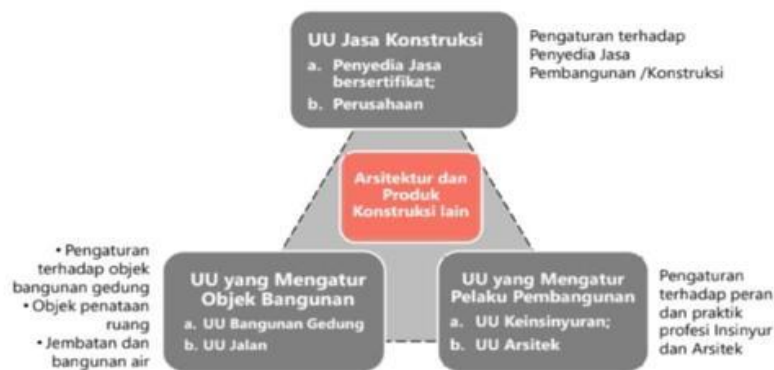 UU Jasa Konstruksi
a. Penyedia Jasa
bersertifikat;
b. Perusahaan
Pengaturan terhadap
Penyedia Jasa
Pembangunan /Konstruksi
Arsitektur dan
Produk
Konstruksi lain
• Pengaturan
terhadap objek
bangunan gedung
• Objek penataan
ruang
• Jembatan dan
bangunan air
UU yang Mengatur
Objek Bangunan
a. UU Bangunan Gedung
b. UU Jalan
UU yang Mengatur
Pelaku Pembangunan
a. UU Keinsinyuran;
b. UU Arsitek
Pengaturan
terhadap peran
dan praktik
profesi Insinyur
dan Arsitek